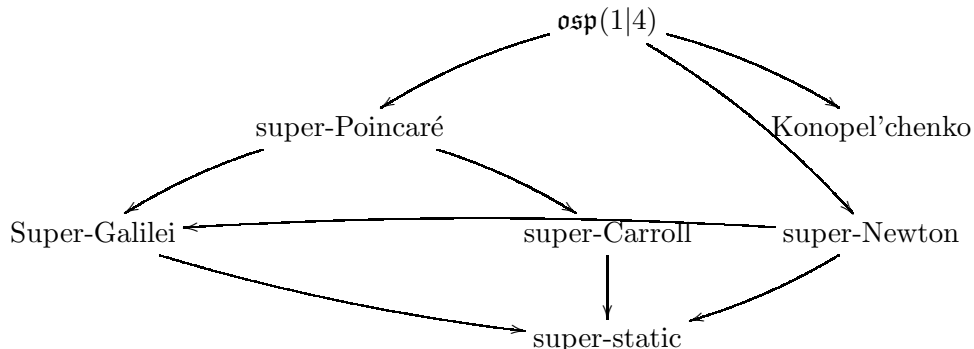 𝔬𝔰𝔭(1|4)
super-Poincaré
Konopel'chenko
Super-Galilei
super-Carroll
super-Newton
super-static